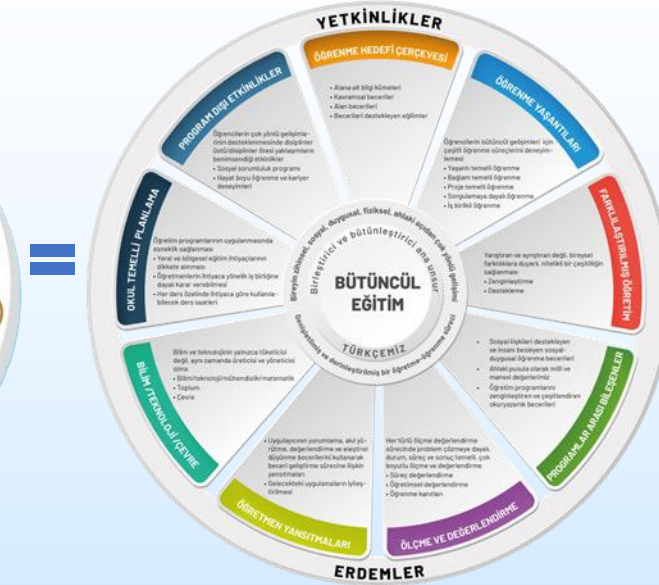 YETKİNLİKLER
ÖĞRENME HEDEFİ ÇERÇEVESİ
• Alana ait bilgi kümeleri
• Kavramsal beceriler
• Alan becerileri
• Becerileri destekleyen eğilimler
ÖĞRENME YAŞANTILARI
Öğrencilerin bütüncül gelişimleri için
çeşitli öğrenme süreçlerini deneyim-
lemesi
• Yaşantı temelli öğrenme
• Bağlam temelli öğrenme
• Proje temelli öğrenme
• Sorgulamaya dayalı öğrenme
• İş birlikli öğrenme
FARKLILAŞTIRILMIŞ ÖĞRETİM
Yarıştıran ve ayrıştıran değil, bireysel
farklılıklara duyarlı, nitelikli bir çeşitliliğin
sağlanması
• Zenginleştirme
• Destekleme
PROGRAMLAR ARASI BİLEŞENLER
• Sosyal ilişkileri destekleyen
ve insanı besleyen sosyal-
duygusal öğrenme becerileri
• Ahlaki pusula olarak milli ve
manevi değerlerimiz
• Öğretim programlarını
zenginleştiren ve çeşitlendiren
okuryazarlık becerileri
ÖLÇME VE DEĞERLENDİRME
Her türlü ölçme değerlendirme
sürecinde problem çözmeye dayalı,
durum, süreç ve sonuç temelli, çok
boyutlu ölçme ve değerlendirme
• Süreç değerlendirme
• Öğretimsel değerlendirme
• Öğrenme kanıtları
ÖĞRETMEN YANSITMALARI
• Uygulayıcının yorumlama, akıl yü-
rütme, değerlendirme ve eleştirel
düşünme becerilerini kullanarak
beceri geliştirme sürecine ilişkin
yansıtmaları
• Gelecekteki uygulamaların iyileş-
tirilmesi
BİLİM /TEKNOLOJİ /ÇEVRE
Bilim ve teknolojinin yalnızca tüketicisi
değil, aynı zamanda üreticisi ve yöneticisi
olma
• Bilim/teknoloji/mühendislik/matematik
• Toplum
• Çevre
OKUL TEMELLİ PLANLAMA
Öğretim programlarının uygulanmasında
esneklik sağlanması
• Yerel ve bölgesel eğitim ihtiyaçlarının
dikkate alınması
• Öğretmenlerin ihtiyaca yönelik iş birliğine
dayalı karar verebilmesi
• Her ders özelinde ihtiyaca göre kullanıla-
bilecek ders saatleri
PROGRAM DIŞI ETKİNLİKLER
Öğrencilerin çok yönlü gelişimle-
rinin desteklenmesinde disiplinler
üstü/disiplinler ötesi yaklaşımların
benimsendiği etkinlikler
• Sosyal sorumluluk programı
• Hayat boyu öğrenme ve kariyer
deneyimleri
Bireyin zihinsel, sosyal, duygusal, fiziksel, ahlaki açıdan çok yönlü gelişimi
Birleştirici ve bütünleştirici ana unsur
BÜTÜNCÜL
EĞİTİM
TÜRKÇEMİZ
Genişletilmiş ve derinleştirilmiş bir öğretme-öğrenme süreci
ERDEMLER